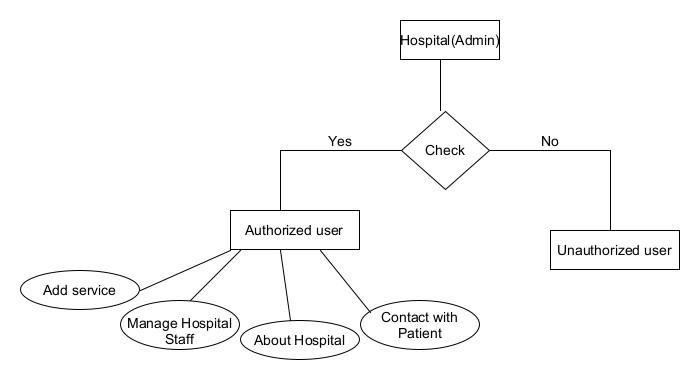 Hospital(Admin)
Check
Yes
No
Authorized user
Unauthorized user
Add service
Manage Hospital
Staff
About Hospital
Contact with
Patient